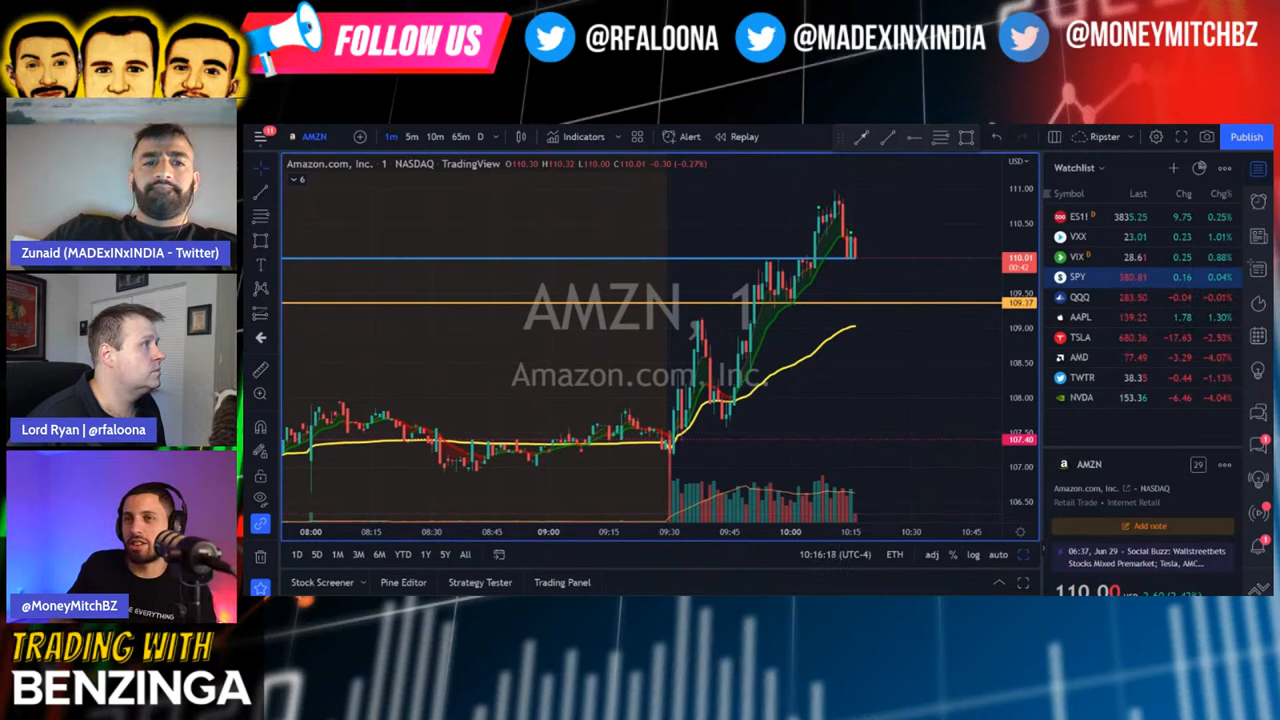 FOLLOW US
@RFALOONA
@MADEXINXINDIA
@MONEYMITCHBZ
11
AMZN
1m 5m 10m 65m D
Indicators
Alert
Replay
Ripster
Publish
Amazon.com, Inc. · 1 · NASDAQ · TradingView O110.30 H110.32 L110.00 C110.01 -0.30 (-0.27%)
6
USD
Zunaid (MADExINxINDIA - Twitter)
Lord Ryan | @rfaloona
@MoneyMitchBZ
E EVERYTHING
TRADING WITH
BENZINGA
AMZN, 1
Amazon.com, Inc.
111.00
110.50
110.01
00:42
109.50
109.37
109.00
108.50
108.00
107.50
107.40
107.00
106.50
08:00 08:15 08:30 08:45 09:00 09:15 09:30 09:45 10:00 10:15 10:30 10:45
1D 5D 1M 3M 6M YTD 1Y 5Y All
10:16:18 (UTC-4) ETH adj % log auto
Stock Screener Pine Editor Strategy Tester Trading Panel
Watchlist
Symbol Last Chg Chg%
ES1! D 3835.25 9.75 0.25%
VXX 23.01 0.23 1.01%
VIX D 28.61 0.25 0.88%
SPY 380.81 0.16 0.04%
QQQ 283.50 -0.04 -0.01%
AAPL 139.22 1.78 1.30%
TSLA 680.36 -17.63 -2.53%
AMD 77.49 -3.29 -4.07%
TWTR 38.35 -0.44 -1.13%
NVDA 153.36 -6.46 -4.04%
AMZN
29
Amazon.com, Inc. · NASDAQ
Retail Trade · Internet Retail
Add note
06:37, Jun 29 · Social Buzz: Wallstreetbets
Stocks Mixed Premarket; Tesla, AMC...
110.00